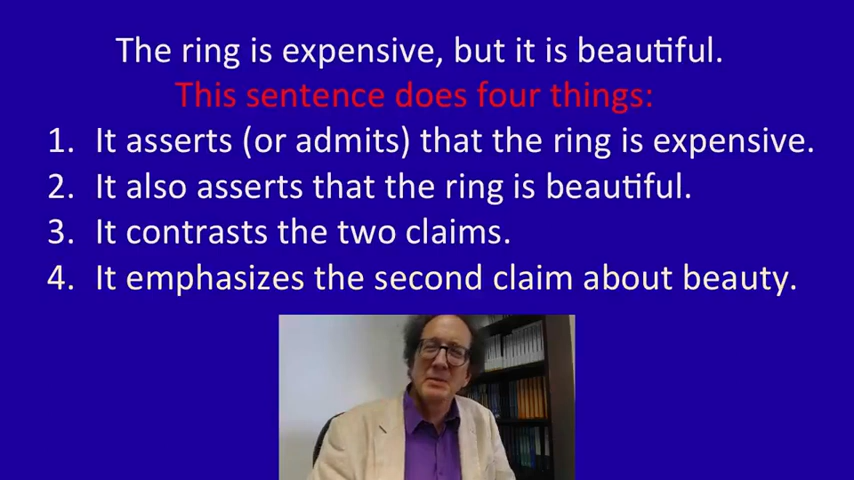 The ring is expensive, but it is beautiful.
This sentence does four things:
1. It asserts (or admits) that the ring is expensive.
2. It also asserts that the ring is beautiful.
3. It contrasts the two claims.
4. It emphasizes the second claim about beauty.